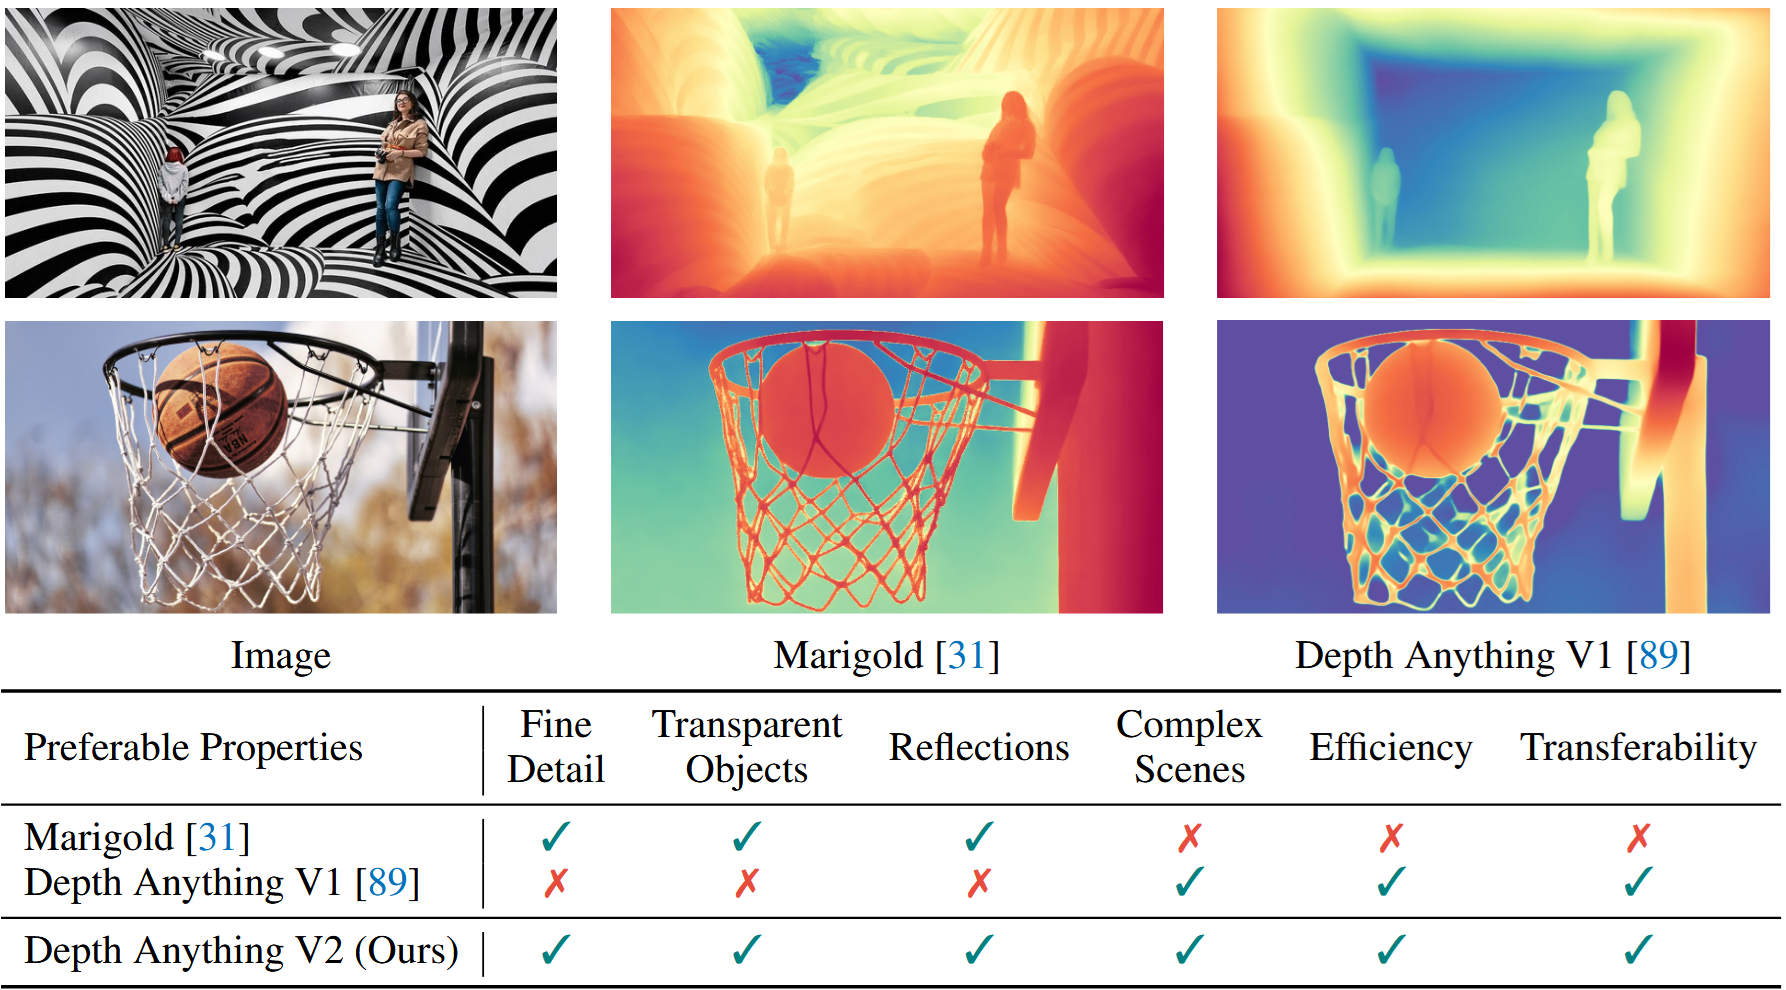 NBA
Image
Marigold [31]
Depth Anything V1 [89]
Preferable Properties
Fine
Detail
Transparent
Objects
Reflections
Complex
Scenes
Efficiency
Transferability
Marigold [31] ✓ ✓ ✓ ✗ ✗ ✗
Depth Anything V1 [89] ✗ ✗ ✗ ✓ ✓ ✓
Depth Anything V2 (Ours) ✓ ✓ ✓ ✓ ✓ ✓